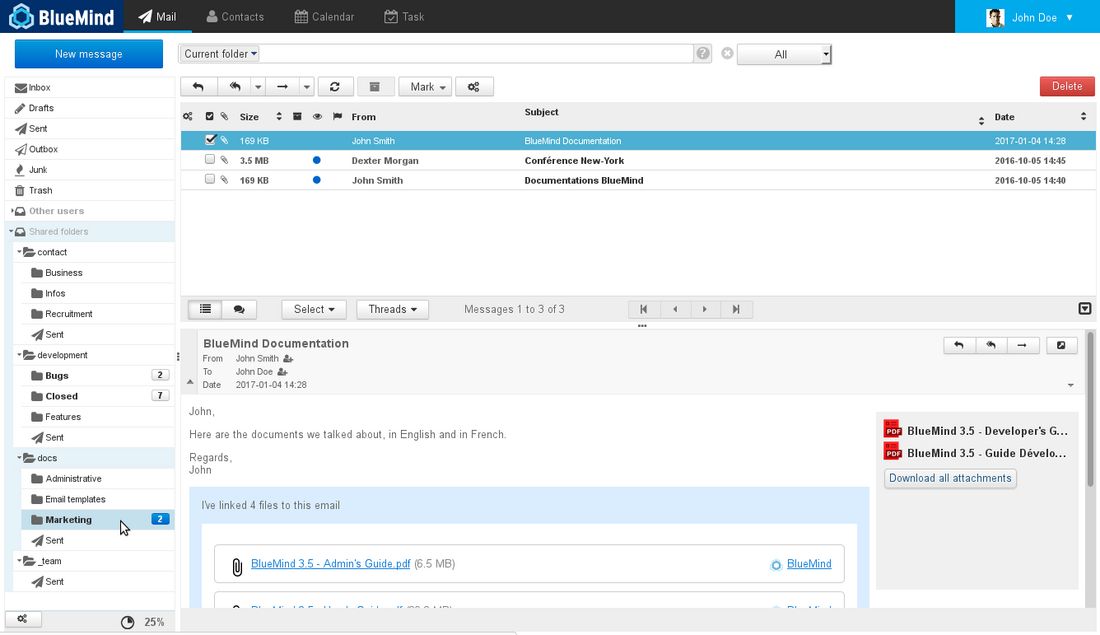 BlueMind Mail Contacts Calendar Task John Doe
New message Current folder ? All
Inbox
Drafts
Sent
Outbox
Junk
Trash
Other users
Shared folders
contact
Business
Infos
Recruitment
Sent
development
Bugs 2
Closed 7
Features
Sent
docs
Administrative
Email templates
Marketing 2
Sent
_team
Sent
25%
Mark Delete
Size From Subject Date
169 KB John Smith BlueMind Documentation 2017-01-04 14:28
3.5 MB Dexter Morgan Conférence New-York 2016-10-05 14:45
169 KB John Smith Documentations BlueMind 2016-10-05 14:40
Select Threads Messages 1 to 3 of 3
BlueMind Documentation
From John Smith
To John Doe
Date 2017-01-04 14:28
John,
Here are the documents we talked about, in English and in French.
Regards,
John
I've linked 4 files to this email
BlueMind 3.5 - Admin's Guide.pdf (6.5 MB) BlueMind
PDF BlueMind 3.5 - Developer's G...
PDF BlueMind 3.5 - Guide Dévelo...
Download all attachments